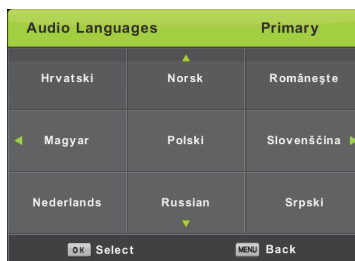 Audio Languages Primary
Hrvatski Norsk Românește
Magyar Polski Slovenščina
Nederlands Russian Srpski
OK Select MENU Back